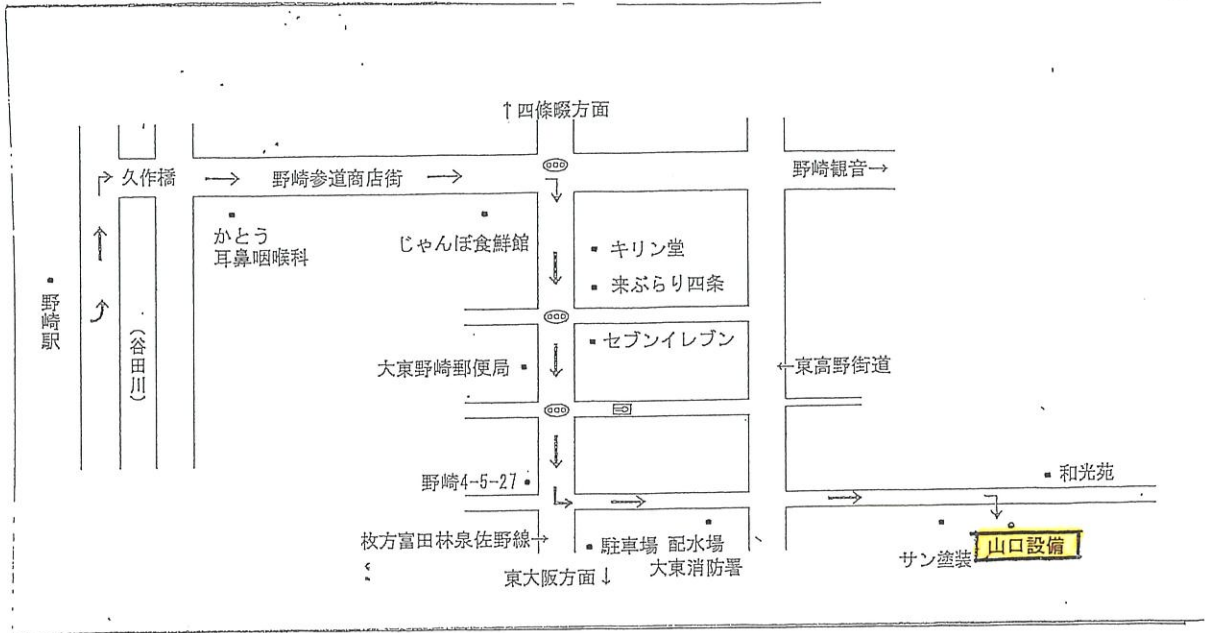 ↑四條畷方面
久作橋
野崎参道商店街
野崎観音→
かとう
耳鼻咽喉科
じゃんぼ食鮮館
キリン堂
来ぶらり四条
野崎駅
(谷田川)
セブンイレブン
大東野崎郵便局
←東高野街道
野崎4-5-27
和光苑
枚方富田林泉佐野線→
駐車場
配水場
大東消防署
東大阪方面↓
サン塗装
山口設備